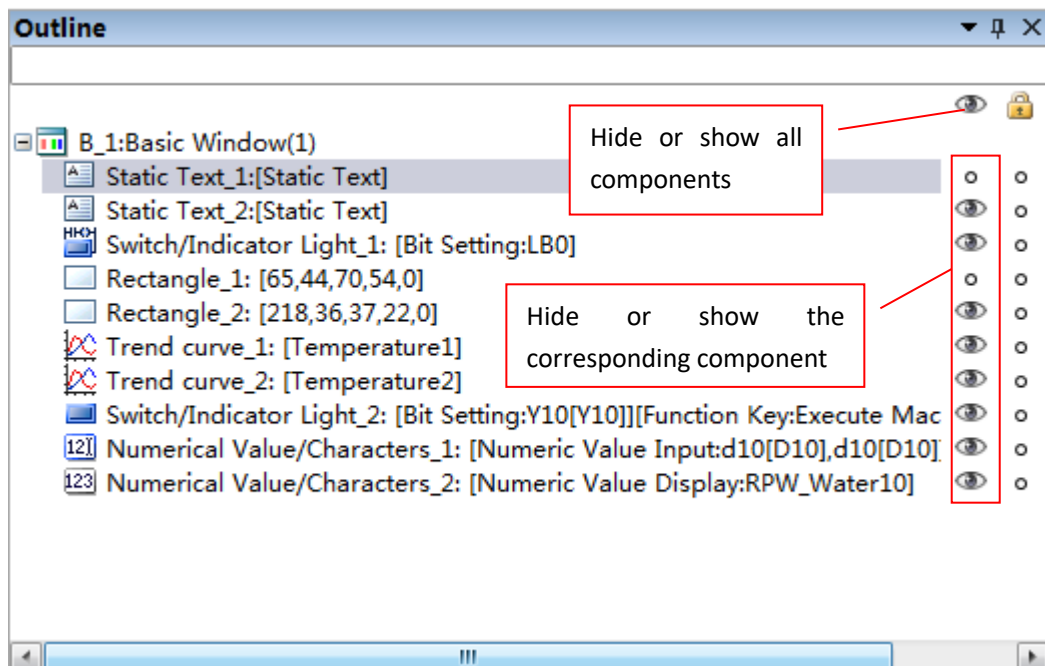 Outline
B_1:Basic Window(1)
Hide or show all
components
Static Text_1:[Static Text]
Static Text_2:[Static Text]
Switch/Indicator Light_1: [Bit Setting:LB0]
Rectangle_1: [65,44,70,54,0]
Rectangle_2: [218,36,37,22,0]
Hide or show the
corresponding component
Trend curve_1: [Temperature1]
Trend curve_2: [Temperature2]
Switch/Indicator Light_2: [Bit Setting:Y10[Y10]][Function Key:Execute Mac
Numerical Value/Characters_1: [Numeric Value Input:d10[D10],d10[D10]]
123 Numerical Value/Characters_2: [Numeric Value Display:RPW_Water10]